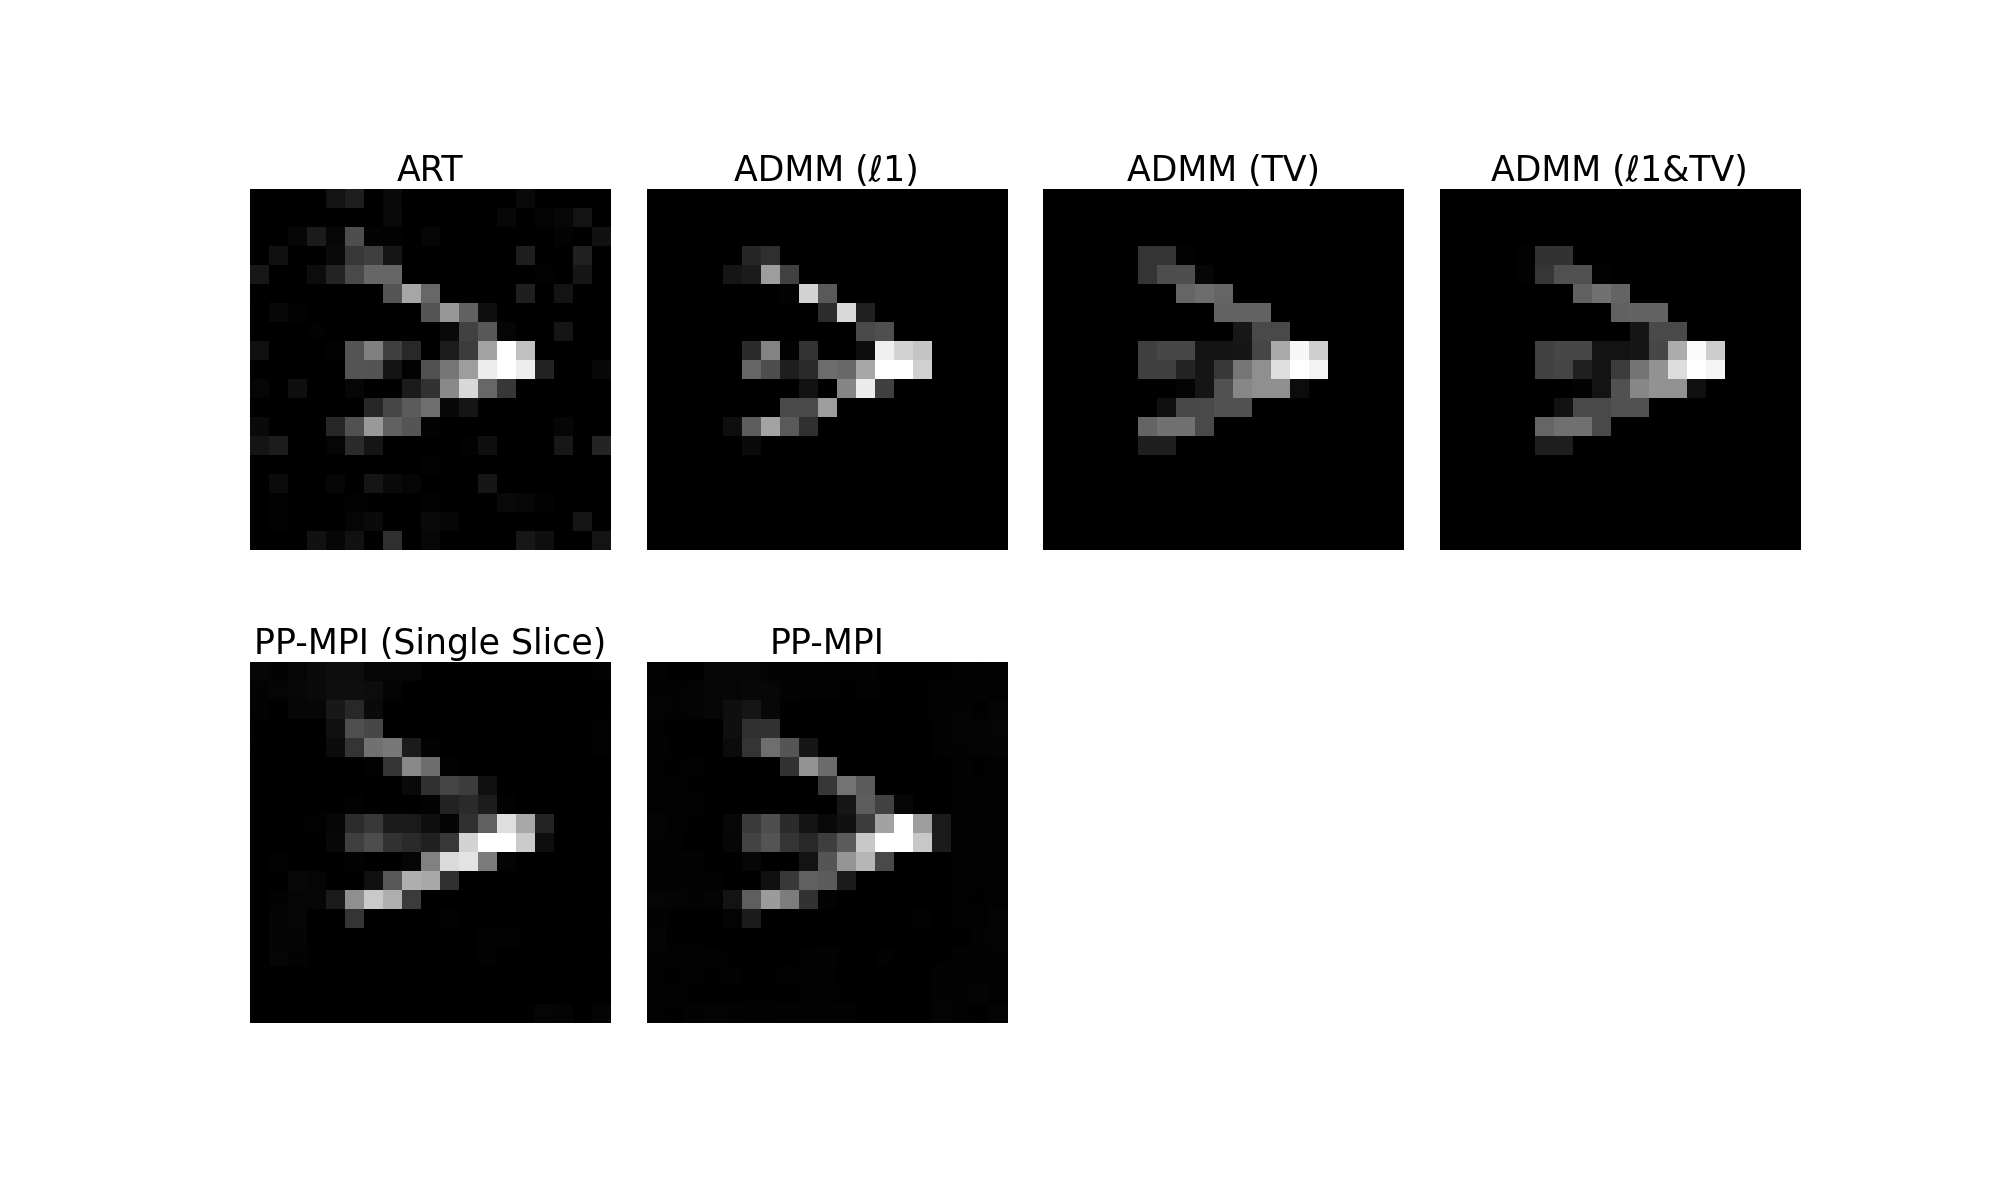 ART
ADMM (ℓ1)
ADMM (TV)
ADMM (ℓ1&TV)
PP-MPI (Single Slice)
PP-MPI